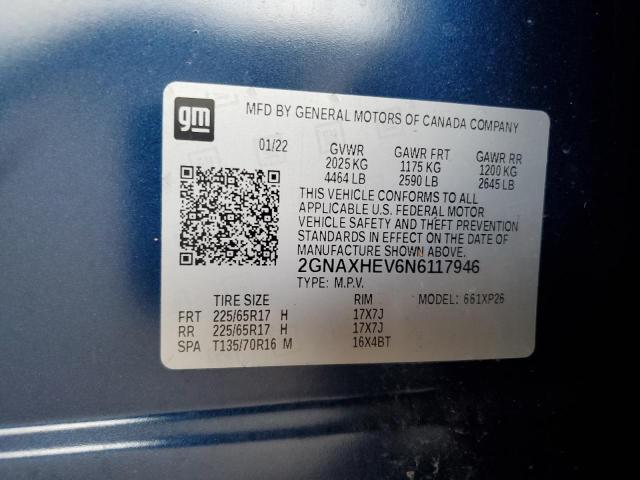 gm
MFD BY GENERAL MOTORS OF CANADA COMPANY
01/22 GVWR GAWR FRT GAWR RR
2025 KG 1175 KG 1200 KG
4464 LB 2590 LB 2645 LB
THIS VEHICLE CONFORMS TO ALL
APPLICABLE U.S. FEDERAL MOTOR
VEHICLE SAFETY AND THEFT PREVENTION
STANDARDS IN EFFECT ON THE DATE OF
MANUFACTURE SHOWN ABOVE.
2GNAXHEV6N6117946
TYPE: M.P.V.
TIRE SIZE RIM MODEL: 661XP26
FRT 225/65R17 H 17X7J
RR 225/65R17 H 17X7J
SPA T135/70R16 M 16X4BT